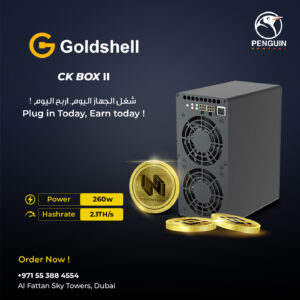 Goldshell
PENGUIN
CK BOX II
شغل الجهاز اليوم, اربح اليوم !
Plug in Today, Earn today !
Power 260w
Hashrate 2.1TH/s
Order Now !
+971 55 388 4554
Al Fattan Sky Towers, Dubai